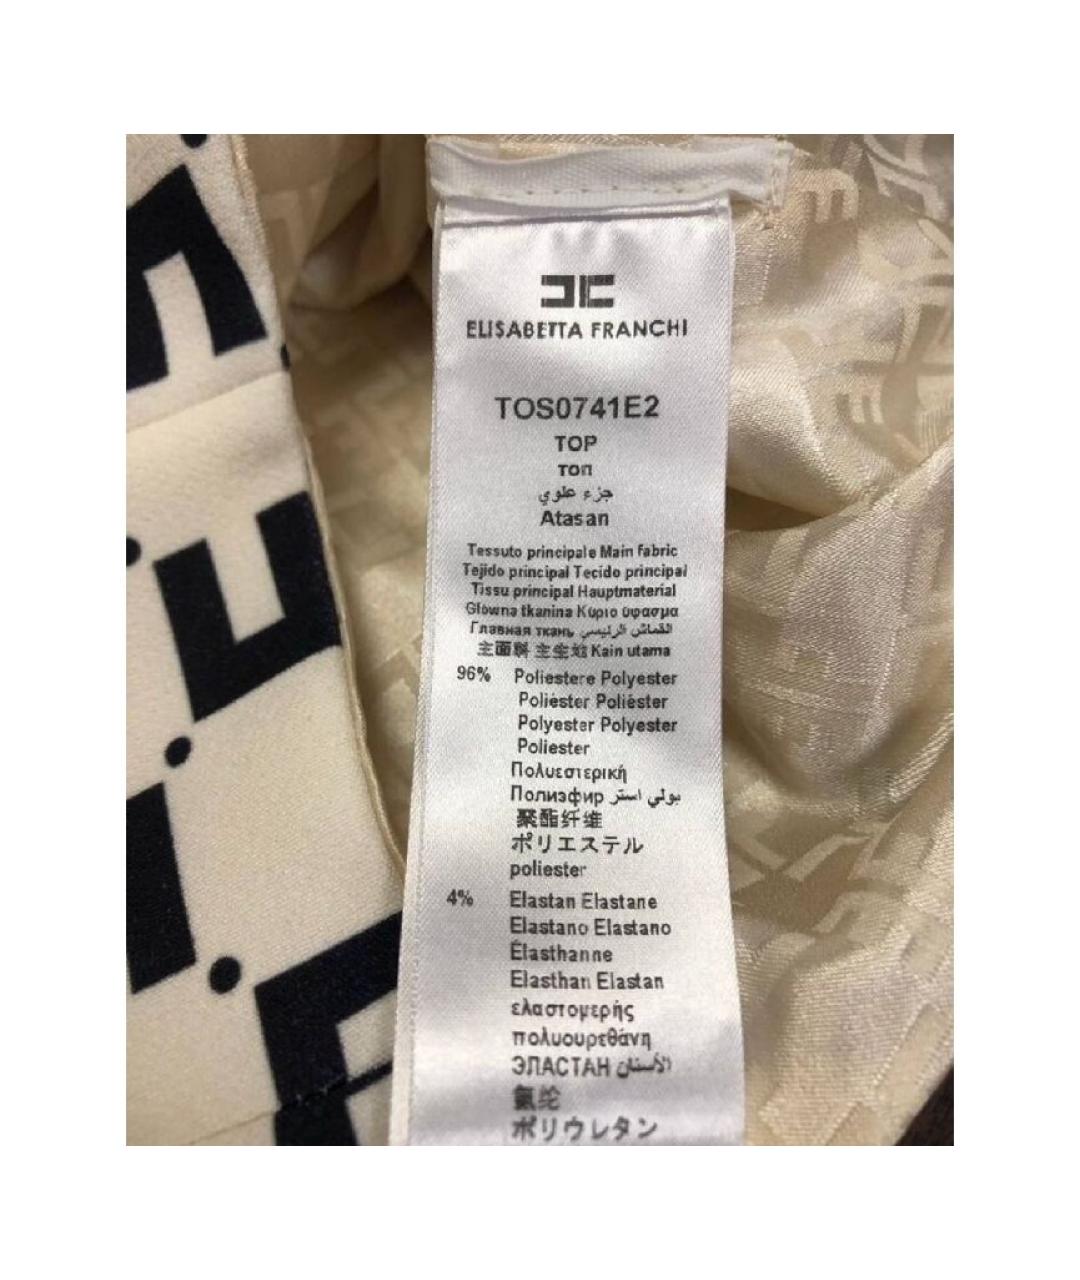 ELISABETTA FRANCHI
TOS0741E2
TOP
топ
جزء علوي
Atasan
Tessuto principale Main fabric
Tejido principal Tecido principal
Tissu principal Hauptmaterial
Główna tkanina Κύριο ύφασμα
Главная ткань القماش الرئيسي
主面料 主生地 Kain utama
96% Poliestere Polyester
Poliéster Poliéster
Polyester Polyester
Poliester
Πολυεστερική
Полиэфир بولي استر
聚酯纤维
ポリエステル
poliester
4% Elastan Elastane
Elastano Elastano
Élasthanne
Elasthan Elastan
ελαστομερής
πολυουρεθάνη
ЭЛАСТАН الأستان
氨纶
ポリウレタン